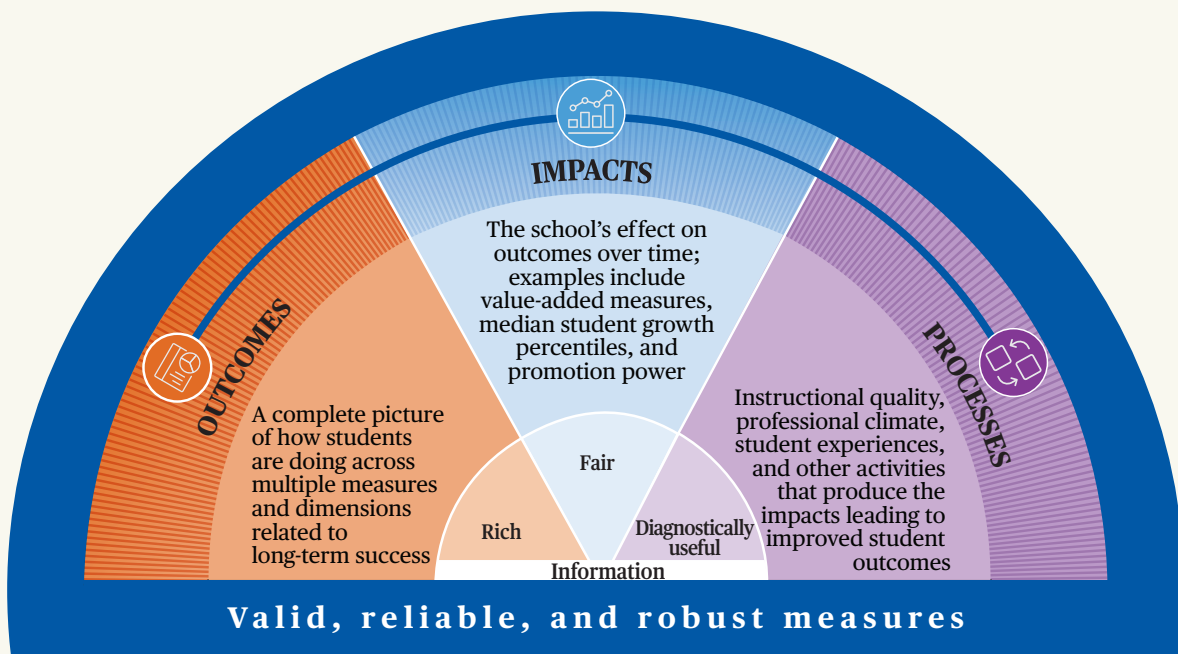 IMPACTS
The school’s effect on
outcomes over time;
examples include
value-added measures,
median student growth
percentiles, and
promotion power
OUTCOMES
A complete picture
of how students
are doing across
multiple measures
and dimensions
related to
long-term success
PROCESSES
Instructional quality,
professional climate,
student experiences,
and other activities
that produce the
impacts leading to
improved student
outcomes
Fair
Rich
Diagnostically
useful
Information
Valid, reliable, and robust measures